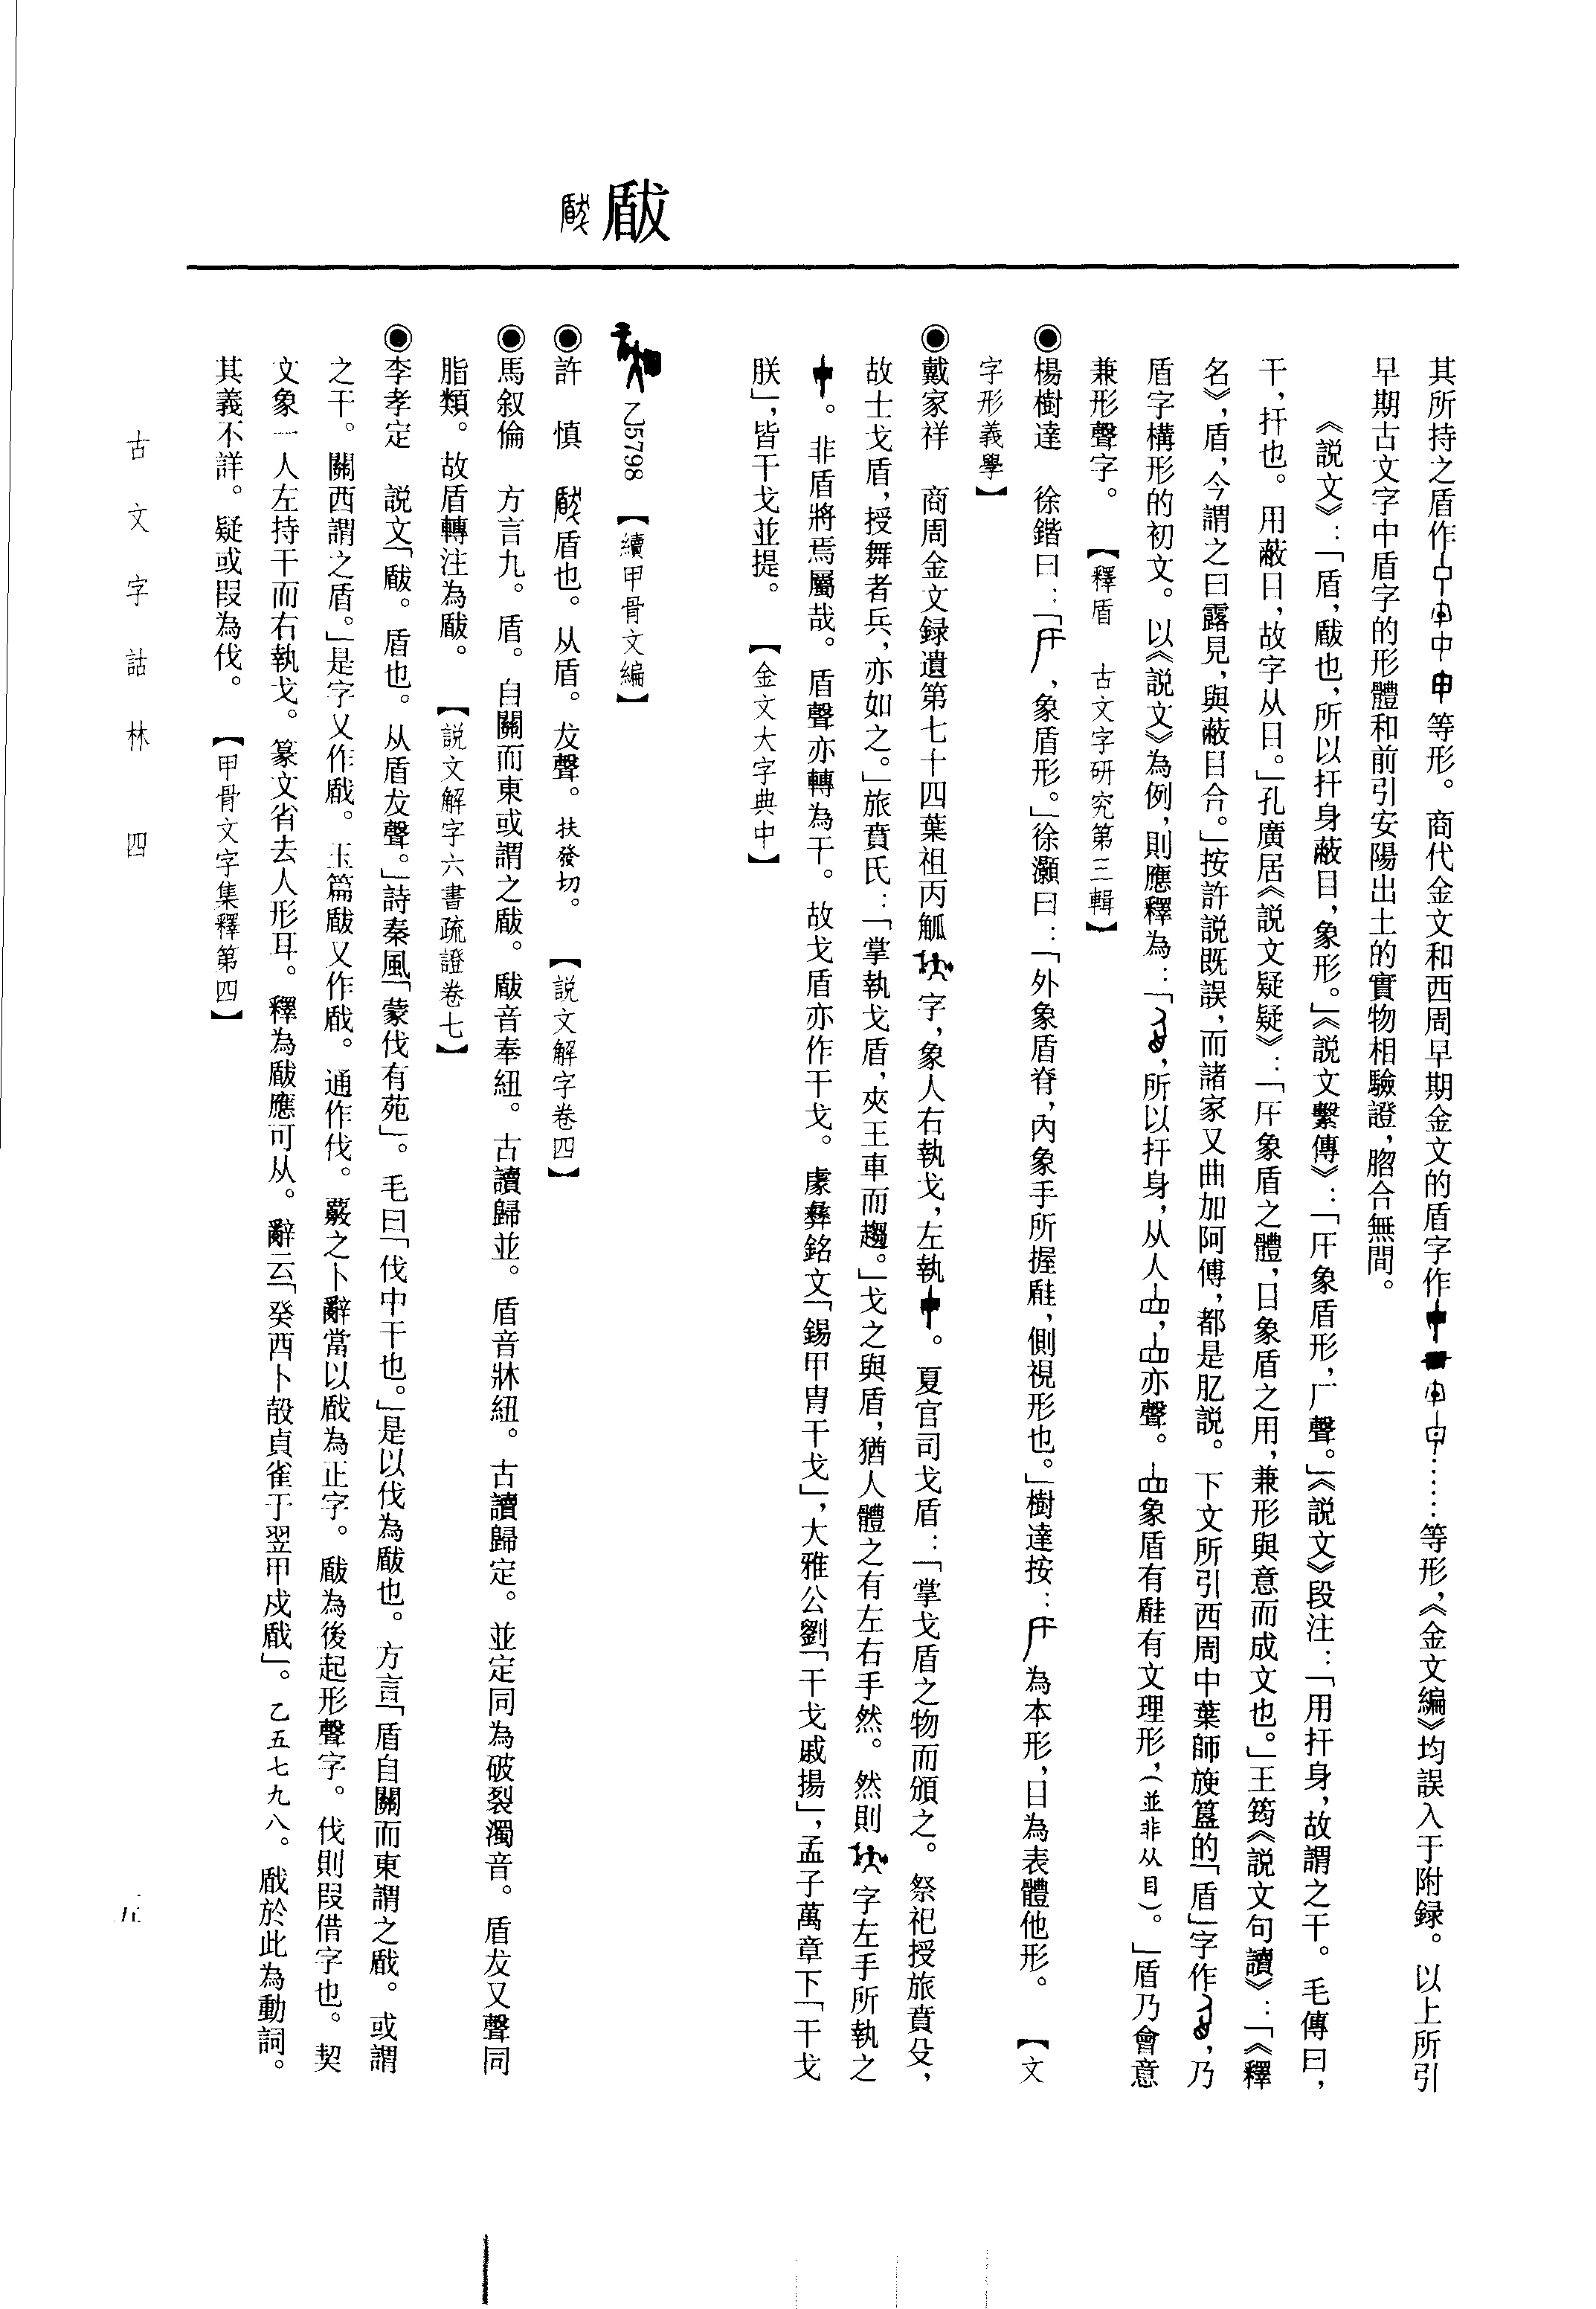 瞂
其所持之盾作等形。商代金文和西周早期金文的盾字作……等形，《金文編》均誤入于附録。以上所引
早期古文字中盾字的形體和前引安陽出土的實物相驗證，膪合無間。
《説文》：「盾，瞂也，所以扞身蔽目，象形。」《説文繫傳》：「𠂆象盾形，厂聲。」《説文》段注：「用扞身，故謂之干。毛傳曰，
干，扞也。用蔽目，故字从目。」孔廣居《説文疑疑》：「象盾之體，目象盾之用，兼形與意而成文也。」王筠《説文句讀》：「《釋
名》，盾，今謂之曰露見，與蔽目合。」按許説既誤，而諸家又曲加阿傅，都是肊説。下文所引西周中葉師㫋簋的「盾」字作，乃
盾字構形的初文。以《説文》為例，則應釋為：「，所以扞身，从人，亦聲。象盾有觟有文理形，（並非从目）。」盾乃會意
兼形聲字。【釋盾　古文字研究第三輯】
◉楊樹達　徐鍇曰：「，象盾形。」徐灝曰：「外象盾脊，內象手所握觟，側視形也。」樹達按：為本形，目為表體他形。【文
字形義學】
◉戴家祥　商周金文録遺第七十四葉祖丙觚字，象人右執戈，左執。夏官司戈盾：「掌戈盾之物而頒之。祭祀授旅賁殳，
故士戈盾，授舞者兵，亦如之。」旅賁氏：「掌執戈盾，夾王車而趨。」戈之與盾，猶人體之有左右手然。然則字左手所執之
。非盾將焉屬哉。盾聲亦轉為干。故戈盾亦作干戈。豦彝銘文「錫甲冑干戈」，大雅公劉「干戈戚揚」，孟子萬章下「干戈
朕」，皆干戈並提。【金文大字典中】
乙5798　【續甲骨文編】
◉許　慎　瞂盾也。从盾。犮聲。扶發切。【説文解字卷四】
◉馬叙倫　方言九。盾。自關而東或謂之瞂。瞂音奉紐。古讀歸並。盾音牀紐。古讀歸定。並定同為破裂濁音。盾犮又聲同
脂類。故盾轉注為瞂。【説文解字六書疏證卷七】
◉李孝定　説文「瞂。盾也。从盾犮聲。」詩秦風「蒙伐有苑」。毛曰「伐中干也。」是以伐為瞂也。方言「盾自關而東謂之瞂。或謂
之干。關西謂之盾。」是字又作㦽。玉篇瞂又作㦽。通作伐。蔎之卜辭當以㦽為正字。瞂為後起形聲字。伐則叚借字也。契
文象一人左持干而右執戈。篆文省去人形耳。釋為瞂應可从。辭云「癸酉卜㱿貞雀于翌甲戍㦽」。乙五七九八。㦽於此為動詞。
其義不詳。疑或叚為伐。【甲骨文字集釋第四】
古文字詁林　四
五